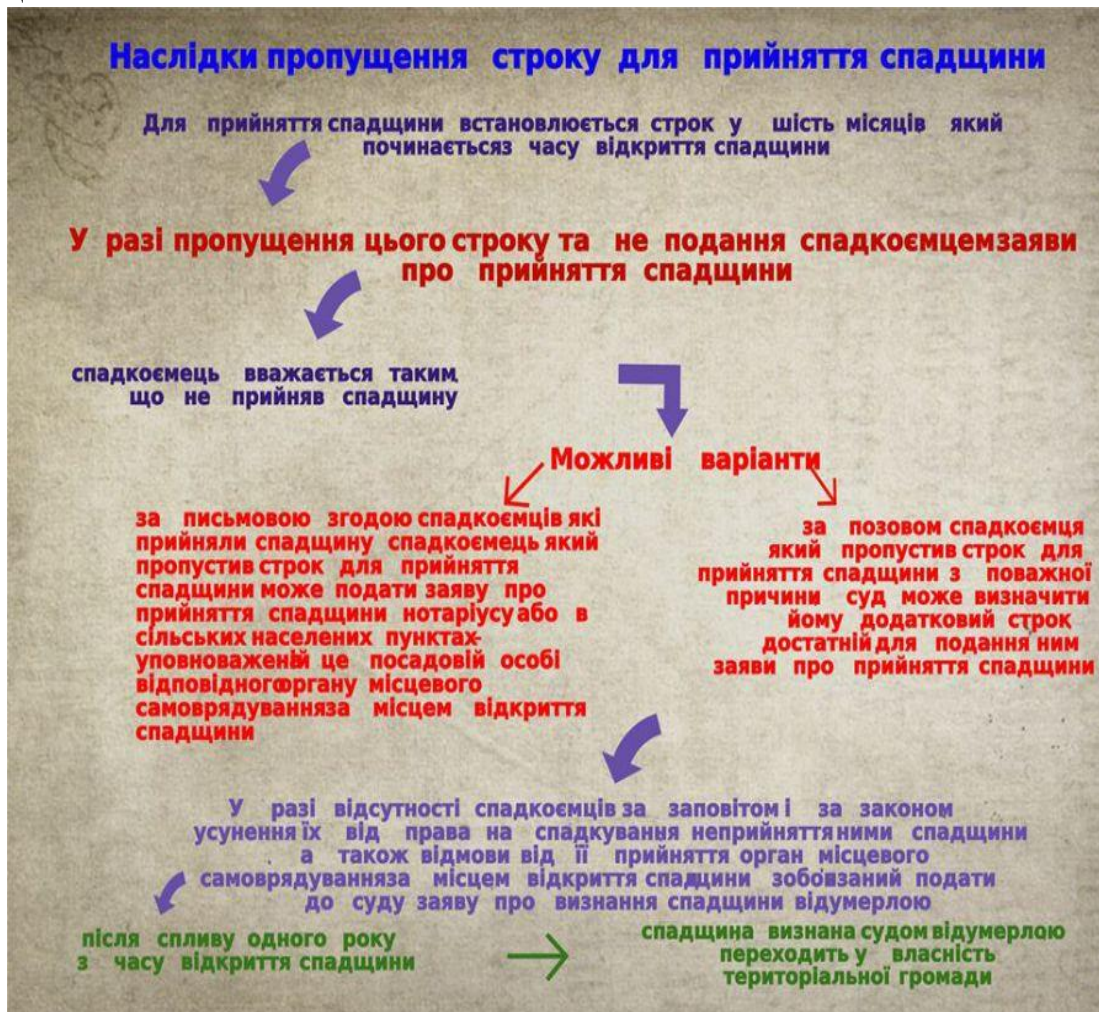 Наслідки пропущення строку для прийняття спадщини
Для прийняття спадщини встановлюється строк у шість місяців який
починаєтьсяз часу відкриття спадщини
У разі пропущення цього строку та не подання спадкоємцемзаяви
про прийняття спадщини
спадкоємець вважається таким,
що не прийняв спадщину
Можливі варіанти
за письмовою згодою спадкоємців які
прийняли спадщину спадкоємець який
пропустив строк для прийняття
спадщини може подати заяву про
прийняття спадщини нотаріусу або в
сільських населених пунктах-
уповноваженій це посадовій особі
відповідногооргану місцевого
самоврядуванняза місцем відкриття
спадщини
за позовом спадкоємця
який пропустив строк для
прийняття спадщини з поважної
причини суд може визначити
йому додатковий строк
достатній для подання ним
заяви про прийняття спадщини
У разі відсутності спадкоємців за заповітом і за законом,
усунення їх від права на спадкування неприйняття ними спадщини
а також відмови від її прийняття орган місцевого
самоврядуванняза місцем відкриття спадщини зобов'язаний подати
до суду заяву про визнання спадщини відумерлою
після спливу одного року
з часу відкриття спадщини
спадщина визнана судом відумерлою
переходить у власність
територіальної громади